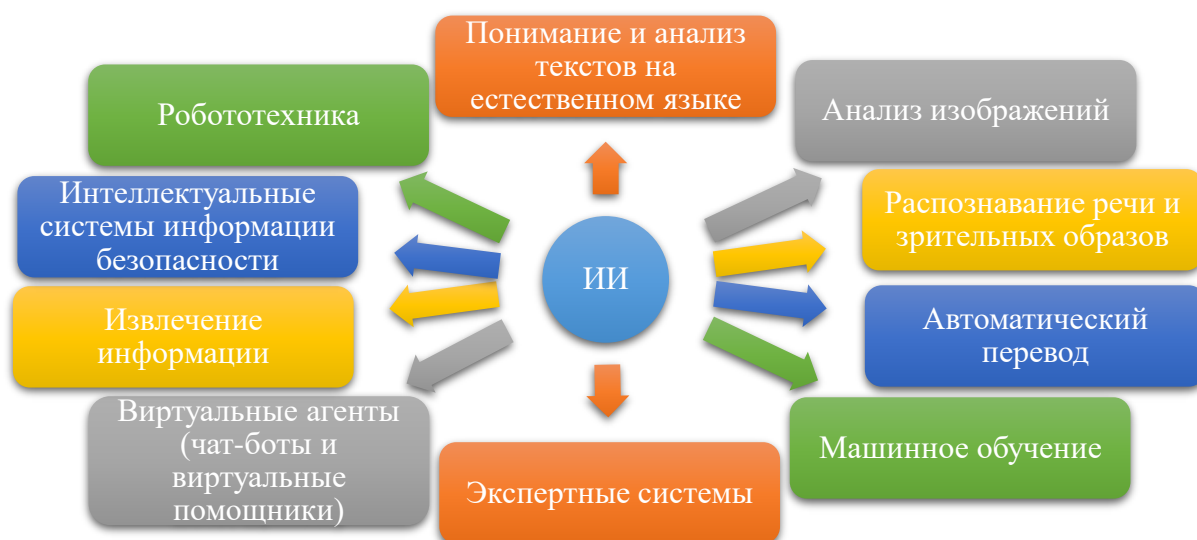 Понимание и анализ
текстов на
естественном языке
Робототехника
Анализ изображений
Интеллектуальные
системы информации
безопасности
Распознавание речи и
зрительных образов
ИИ
Извлечение
информации
Автоматический
перевод
Виртуальные агенты
(чат-боты и
виртуальные
помощники)
Машинное обучение
Экспертные системы